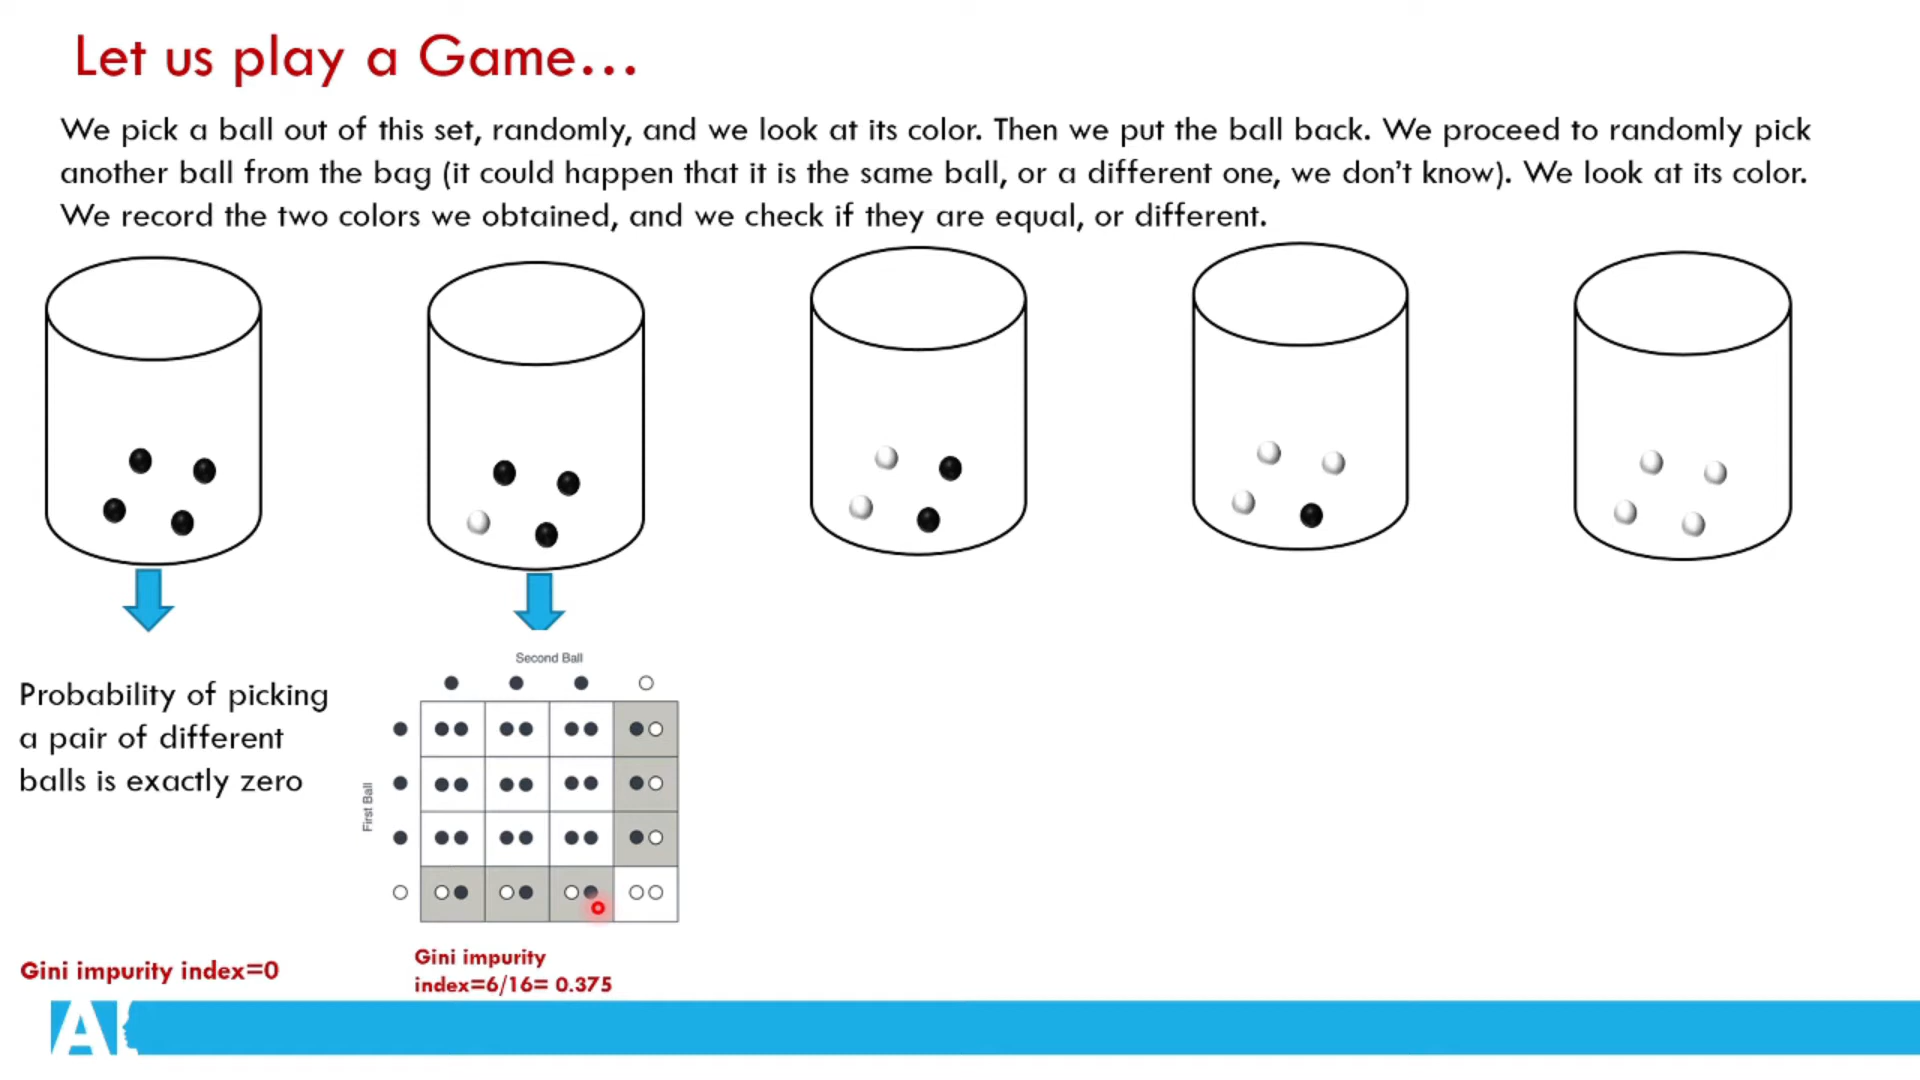 Let us play a Game...
We pick a ball out of this set, randomly, and we look at its color. Then we put the ball back. We proceed to randomly pick
another ball from the bag (it could happen that it is the same ball, or a different one, we don't know). We look at its color.
We record the two colors we obtained, and we check if they are equal, or different.
Probability of picking
a pair of different
balls is exactly zero
Gini impurity index=0
Second Ball
First Ball
Gini impurity
index=6/16= 0.375
AI